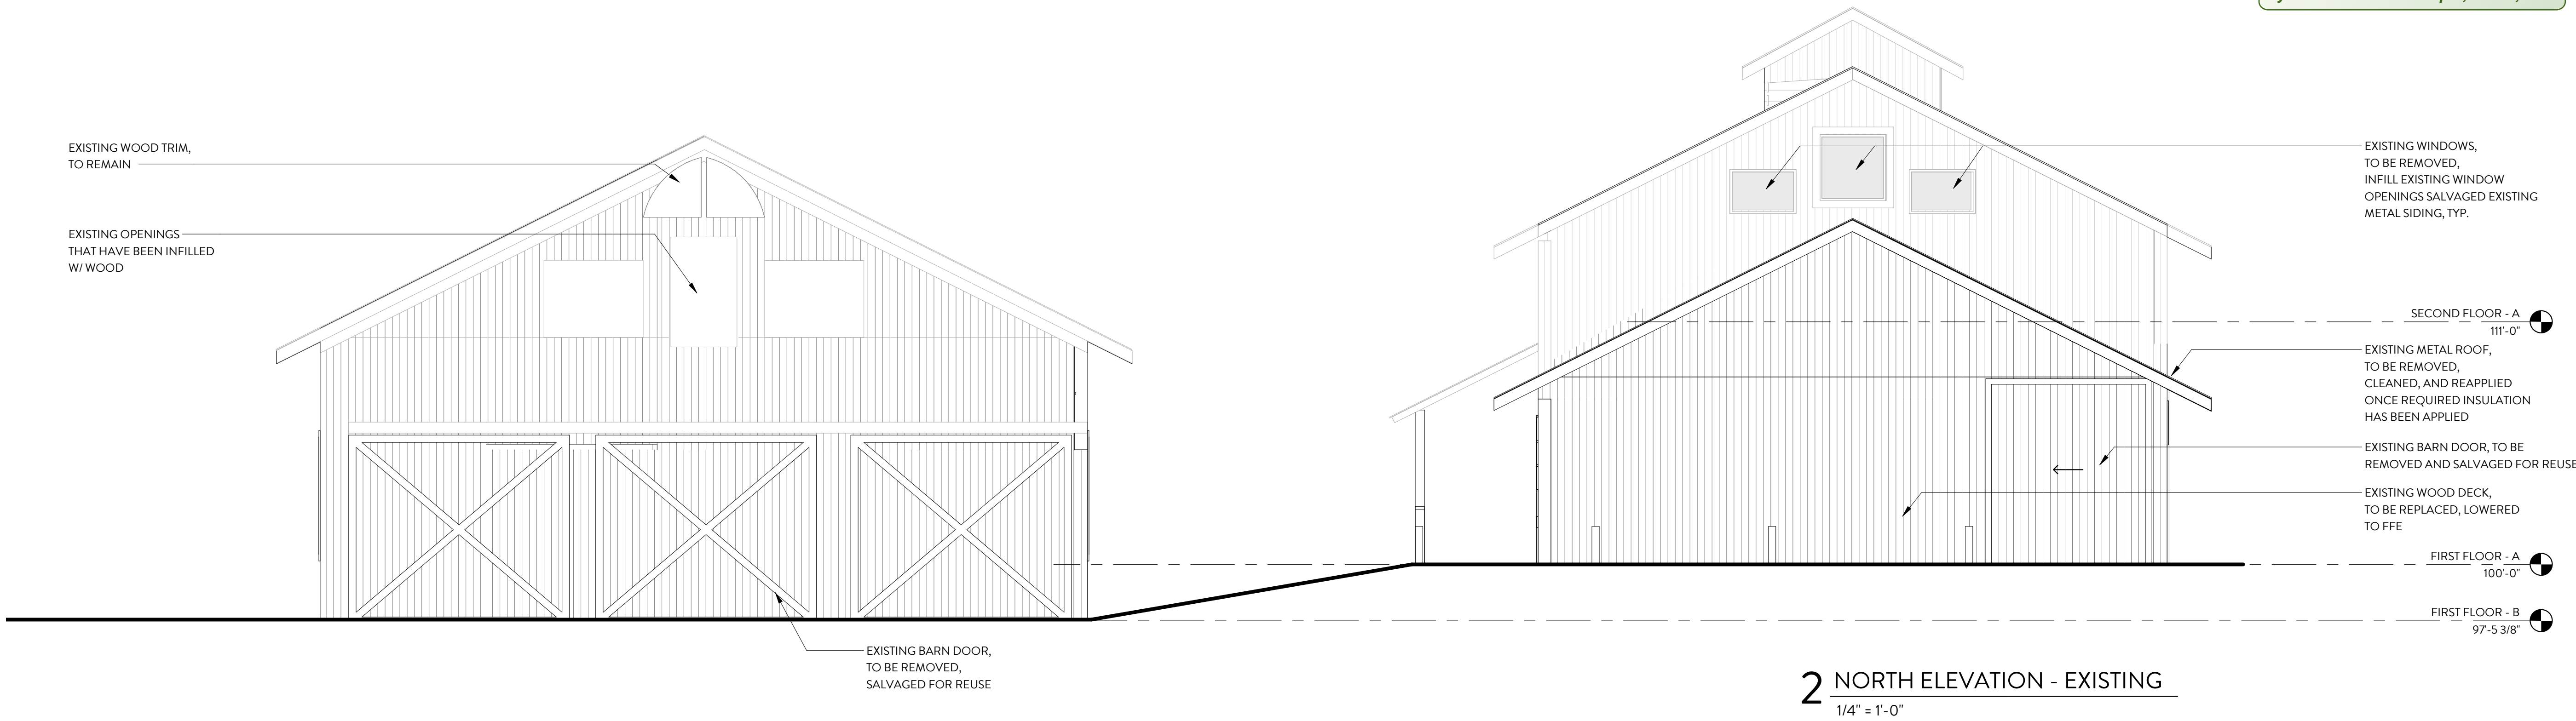 EXISTING WOOD TRIM,
TO REMAIN
EXISTING OPENINGS
THAT HAVE BEEN INFILLED
W/ WOOD
EXISTING BARN DOOR,
TO BE REMOVED,
SALVAGED FOR REUSE
EXISTING WINDOWS,
TO BE REMOVED,
INFILL EXISTING WINDOW
OPENINGS SALVAGED EXISTING
METAL SIDING, TYP.
SECOND FLOOR - A
111'-0"
EXISTING METAL ROOF,
TO BE REMOVED,
CLEANED, AND REAPPLIED
ONCE REQUIRED INSULATION
HAS BEEN APPLIED
EXISTING BARN DOOR, TO BE
REMOVED AND SALVAGED FOR REUSE
EXISTING WOOD DECK,
TO BE REPLACED, LOWERED
TO FFE
FIRST FLOOR - A
100'-0"
FIRST FLOOR - B
97'-5 3/8"
2 NORTH ELEVATION - EXISTING
1/4" = 1'-0"